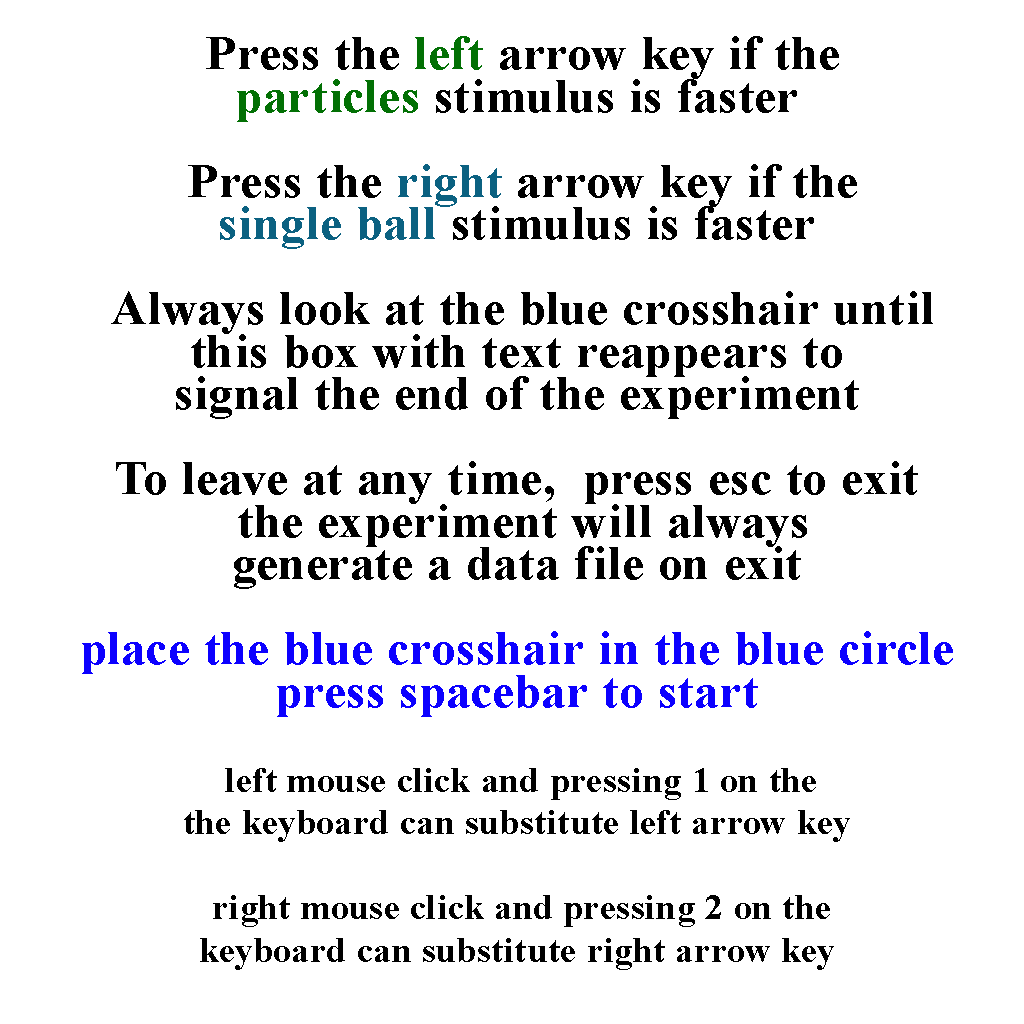 Press the left arrow key if the
particles stimulus is faster
Press the right arrow key if the
single ball stimulus is faster
Always look at the blue crosshair until
this box with text reappears to
signal the end of the experiment
To leave at any time,  press esc to exit
the experiment will always
generate a data file on exit
place the blue crosshair in the blue circle
press spacebar to start
left mouse click and pressing 1 on the
the keyboard can substitute left arrow key
right mouse click and pressing 2 on the
keyboard can substitute right arrow key